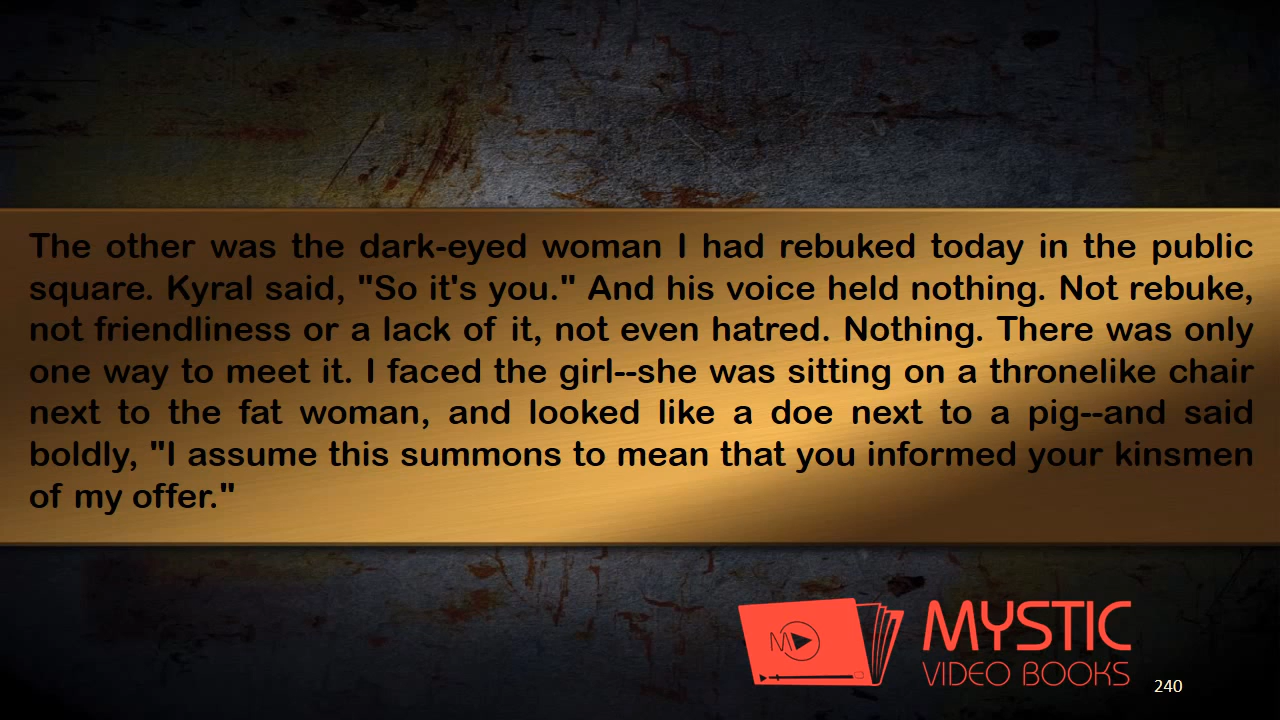 The other was the dark-eyed woman I had rebuked today in the public
square. Kyral said, "So it's you." And his voice held nothing. Not rebuke,
not friendliness or a lack of it, not even hatred. Nothing. There was only
one way to meet it. I faced the girl--she was sitting on a thronelike chair
next to the fat woman, and looked like a doe next to a pig--and said
boldly, "I assume this summons to mean that you informed your kinsmen
of my offer."
MYSTIC
VIDEO BOOKS
240